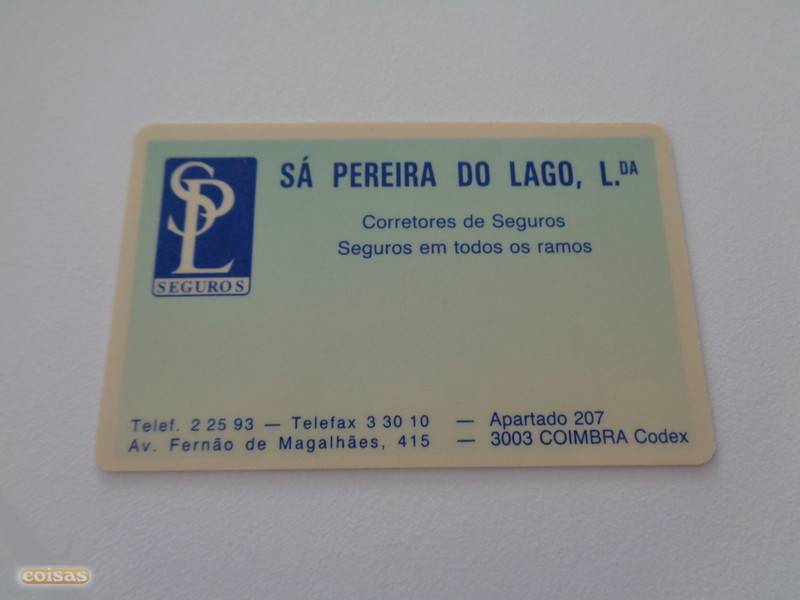 SPL
SEGUROS
SÁ PEREIRA DO LAGO, L.DA
Corretores de Seguros
Seguros em todos os ramos
Telef. 2 25 93 — Telefax 3 30 10 — Apartado 207
Av. Fernão de Magalhães, 415 — 3003 COIMBRA Codex
coisas